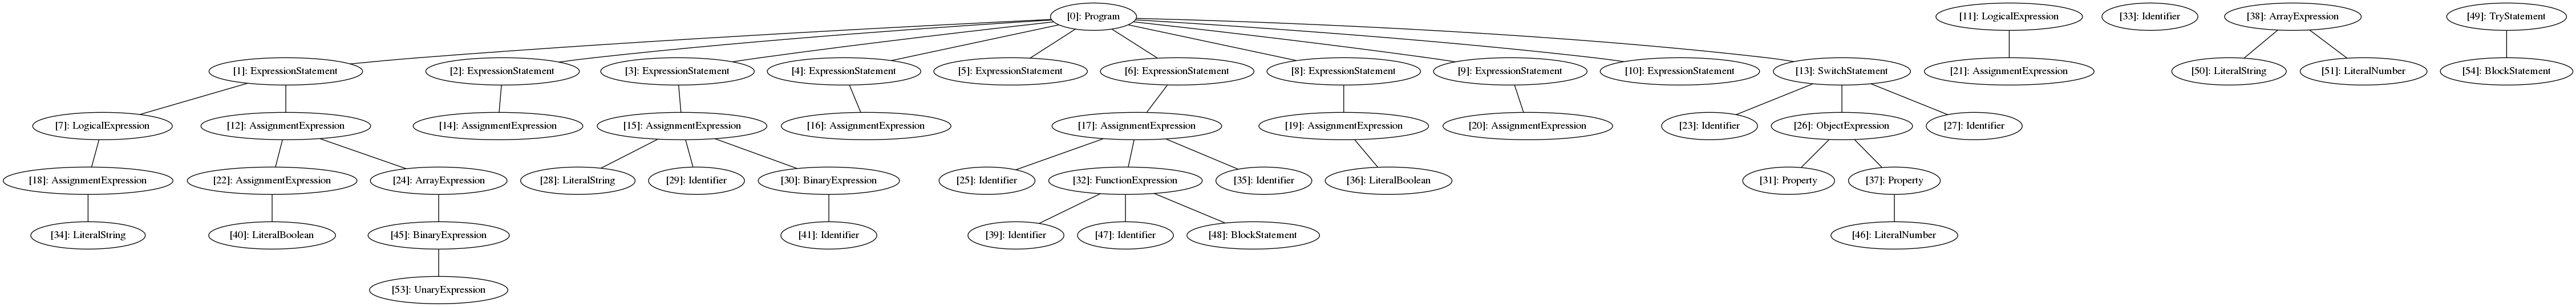 [0]: Program
[11]: LogicalExpression
[33]: Identifier
[38]: ArrayExpression
[49]: TryStatement
[1]: ExpressionStatement
[2]: ExpressionStatement
[3]: ExpressionStatement
[4]: ExpressionStatement
[5]: ExpressionStatement
[6]: ExpressionStatement
[8]: ExpressionStatement
[9]: ExpressionStatement
[10]: ExpressionStatement
[13]: SwitchStatement
[21]: AssignmentExpression
[50]: LiteralString
[51]: LiteralNumber
[54]: BlockStatement
[7]: LogicalExpression
[12]: AssignmentExpression
[14]: AssignmentExpression
[15]: AssignmentExpression
[16]: AssignmentExpression
[17]: AssignmentExpression
[19]: AssignmentExpression
[20]: AssignmentExpression
[23]: Identifier
[26]: ObjectExpression
[27]: Identifier
[18]: AssignmentExpression
[22]: AssignmentExpression
[24]: ArrayExpression
[28]: LiteralString
[29]: Identifier
[30]: BinaryExpression
[25]: Identifier
[32]: FunctionExpression
[35]: Identifier
[36]: LiteralBoolean
[31]: Property
[37]: Property
[34]: LiteralString
[40]: LiteralBoolean
[45]: BinaryExpression
[41]: Identifier
[39]: Identifier
[47]: Identifier
[48]: BlockStatement
[46]: LiteralNumber
[53]: UnaryExpression